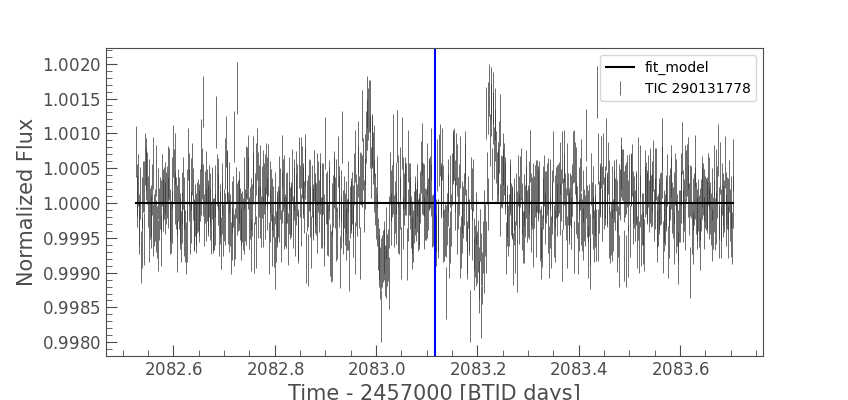 1.0020
1.0015
1.0010
1.0005
1.0000
0.9995
0.9990
0.9985
0.9980
Normalized Flux
fit_model
TIC 290131778
2082.6 2082.8 2083.0 2083.2 2083.4 2083.6
Time - 2457000 [BTJD days]